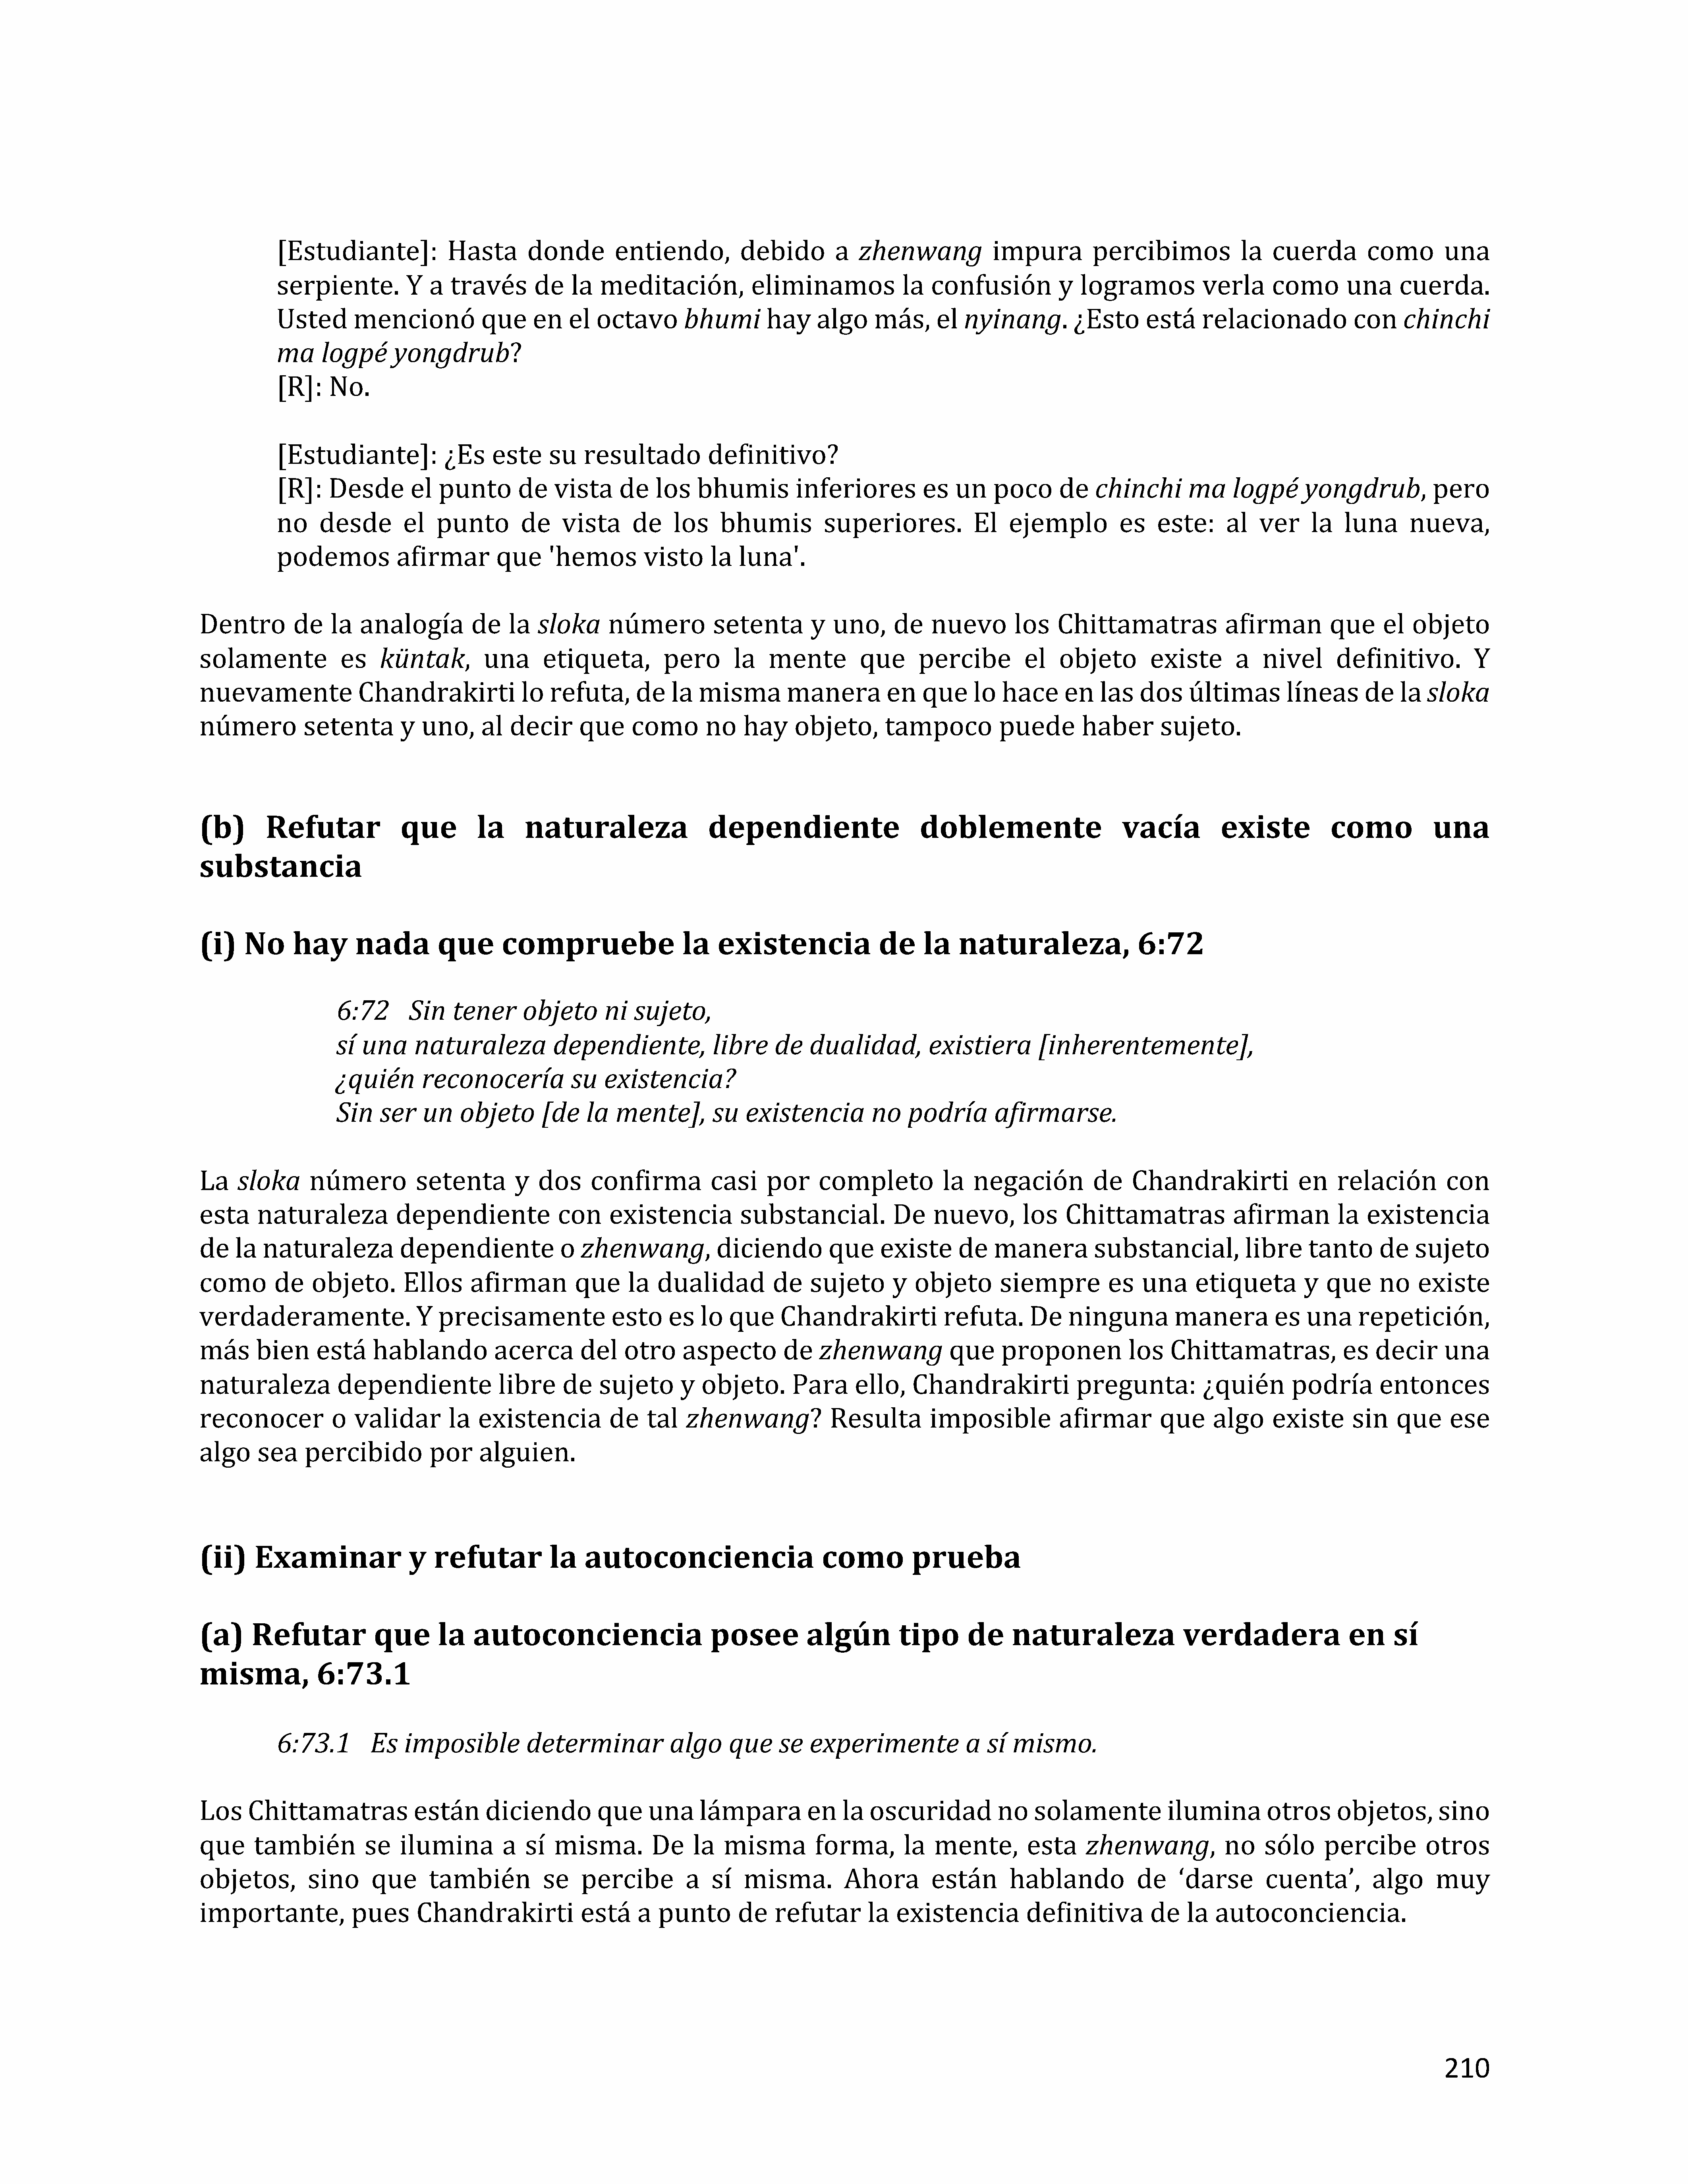 [Estudiante]: Hasta donde entiendo, debido a zhenwang impura percibimos la cuerda como una
serpiente. Y a través de la meditación, eliminamos la confusión y logramos verla como una cuerda.
Usted mencionó que en el octavo bhumi hay algo más, el nyinang. ¿Esto está relacionado con chinchi
ma logpé yongdrub?
[R]: No.
[Estudiante]: ¿Es este su resultado definitivo?
[R]: Desde el punto de vista de los bhumis inferiores es un poco de chinchi ma logpé yongdrub, pero
no desde el punto de vista de los bhumis superiores. El ejemplo es este: al ver la luna nueva,
podemos afirmar que 'hemos visto la luna'.
Dentro de la analogía de la sloka número setenta y uno, de nuevo los Chittamatras afirman que el objeto
solamente es küntak, una etiqueta, pero la mente que percibe el objeto existe a nivel definitivo. Y
nuevamente Chandrakirti lo refuta, de la misma manera en que lo hace en las dos últimas líneas de la sloka
número setenta y uno, al decir que como no hay objeto, tampoco puede haber sujeto.
(b) Refutar que la naturaleza dependiente doblemente vacía existe como una
substancia
(i) No hay nada que compruebe la existencia de la naturaleza, 6:72
6:72 Sin tener objeto ni sujeto,
sí una naturaleza dependiente, libre de dualidad, existiera [inherentemente],
¿quién reconocería su existencia?
Sin ser un objeto [de la mente], su existencia no podría afirmarse.
La sloka número setenta y dos confirma casi por completo la negación de Chandrakirti en relación con
esta naturaleza dependiente con existencia substancial. De nuevo, los Chittamatras afirman la existencia
de la naturaleza dependiente o zhenwang, diciendo que existe de manera substancial, libre tanto de sujeto
como de objeto. Ellos afirman que la dualidad de sujeto y objeto siempre es una etiqueta y que no existe
verdaderamente. Y precisamente esto es lo que Chandrakirti refuta. De ninguna manera es una repetición,
más bien está hablando acerca del otro aspecto de zhenwang que proponen los Chittamatras, es decir una
naturaleza dependiente libre de sujeto y objeto. Para ello, Chandrakirti pregunta: ¿quién podría entonces
reconocer o validar la existencia de tal zhenwang? Resulta imposible afirmar que algo existe sin que ese
algo sea percibido por alguien.
(ii) Examinar y refutar la autoconciencia como prueba
(a) Refutar que la autoconciencia posee algún tipo de naturaleza verdadera en sí
misma, 6:73.1
6:73.1 Es imposible determinar algo que se experimente a sí mismo.
Los Chittamatras están diciendo que una lámpara en la oscuridad no solamente ilumina otros objetos, sino
que también se ilumina a sí misma. De la misma forma, la mente, esta zhenwang, no sólo percibe otros
objetos, sino que también se percibe a sí misma. Ahora están hablando de ‘darse cuenta’, algo muy
importante, pues Chandrakirti está a punto de refutar la existencia definitiva de la autoconciencia.
210